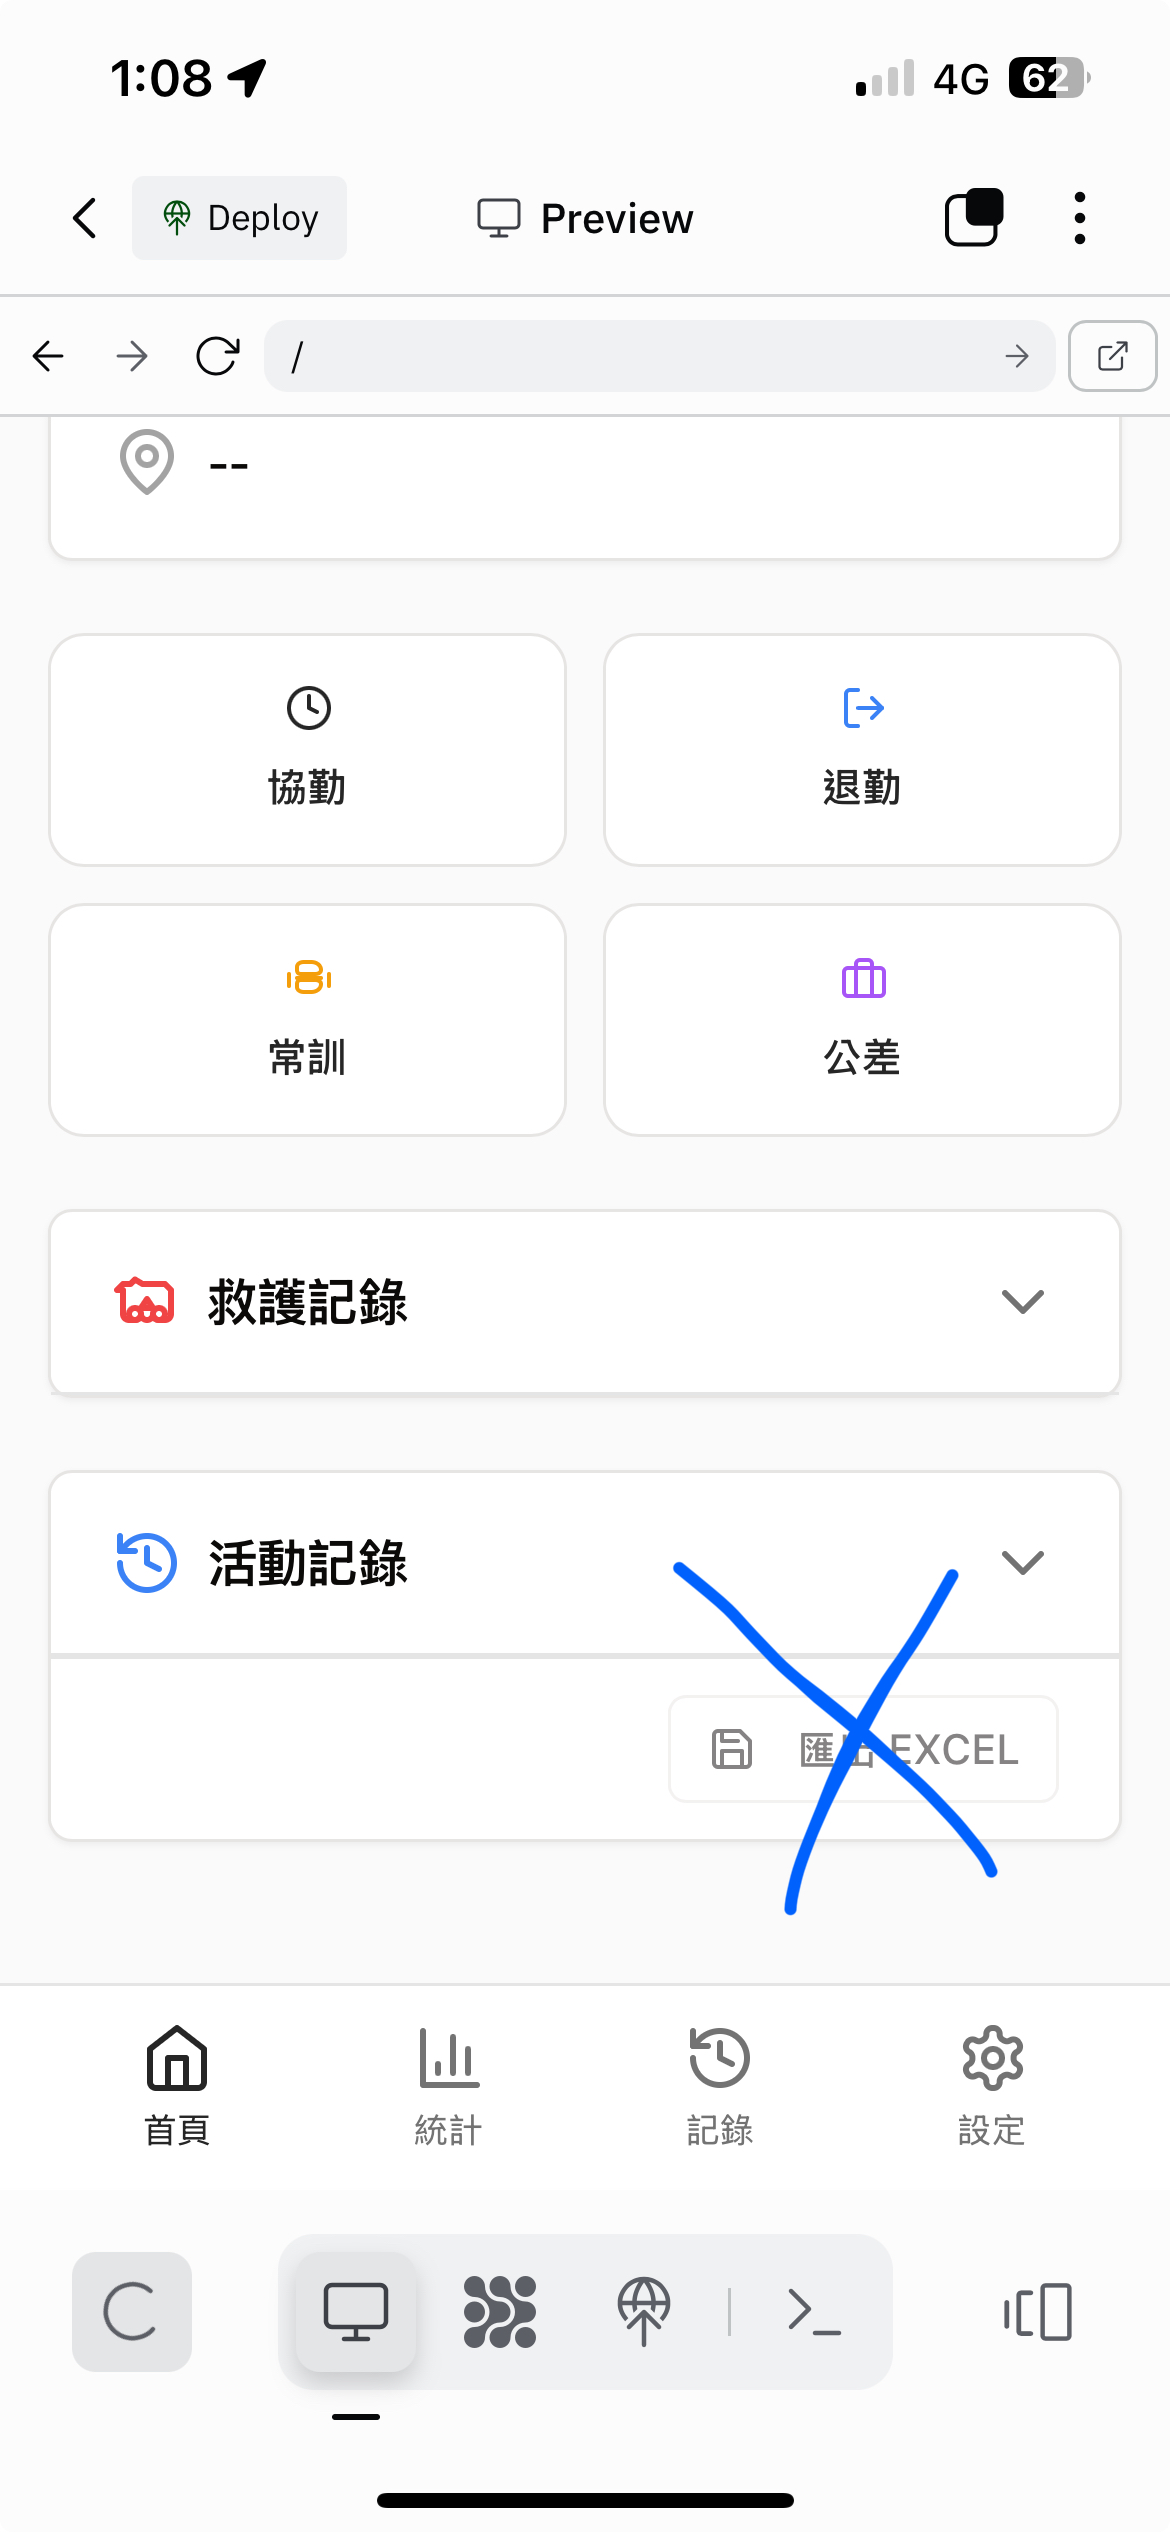 1:08 4G 62
Deploy Preview
/
--
協勤 退勤
常訓 公差
救護記錄
活動記錄
匯出 EXCEL
首頁 統計 記錄 設定